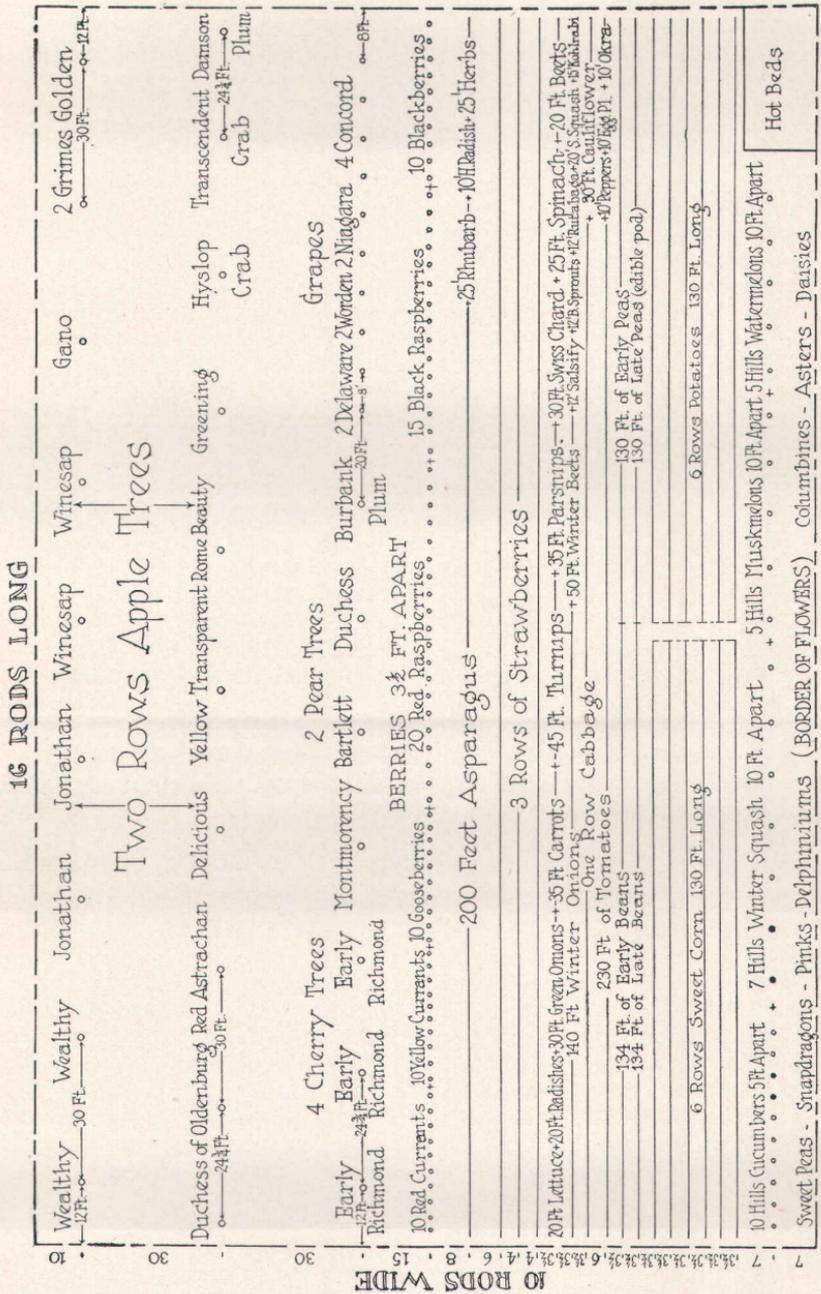 16 RODS LONG
10 RODS WIDE
Wealthy Wealthy Jonathan Jonathan Winesap Winesap Gano 2 Grimes Golden
12 Ft. 30 Ft. 30 Ft. 12 Ft.
Two Rows Apple Trees
Duchess of Oldenburg Red Astrachan Delicious Yellow Transparent Rome Beauty Greening Hyslop Crab Transcendent Crab Damson Plum
24¾ Ft. 30 Ft. 24¾ Ft.
4 Cherry Trees 2 Pear Trees Grapes
Early Richmond Early Richmond Early Richmond Montmorency Bartlett Duchess Burbank Plum 2 Delaware 2 Worden 2 Niagara 4 Concord
12 Ft. 24¾ Ft. 20 Ft. 8' 8 Ft.
BERRIES 3¾ FT. APART
10 Red Currants 10 Yellow Currants 10 Gooseberries 20 Red Raspberries 15 Black Raspberries 10 Blackberries
200 Feet Asparagus +25' Rhubarb + 10' H.Radish + 25' Herbs
3 Rows of Strawberries
20 Ft Lettuce + 20 Ft. Radishes + 30 Ft. Green Onions + 35 Ft. Carrots + 45 Ft. Turnips + 35 Ft. Parsnips + 30 Ft. Swiss Chard + 25 Ft. Spinach + 20 Ft. Beets
140 Ft Winter Onions + 50 Ft. Winter Beets + 12' Salsify + 12' B.Sprouts + 12' Rutabaga + 20' S. Squash + 15' Kohlrabi
One Row Cabbage + 30 Ft. Cauliflower
230 Ft of Tomatoes + 10' Peppers + 10' Egg Pl. + 10' Okra
134 Ft. of Early Beans 130 Ft. of Early Peas
134 Ft of Late Beans 130 Ft. of Late Peas (edible pod)
6 Rows Sweet Corn 130 Ft. Long 6 Rows Potatoes 130 Ft. Long
10 Hills Cucumbers 5 Ft Apart 7 Hills Winter Squash 10 Ft Apart 5 Hills Muskmelons 10 Ft Apart 5 Hills Watermelons 10 Ft Apart
Hot Beds
Sweet Peas - Snapdragons - Pinks - Delphiniums (BORDER OF FLOWERS) Columbines - Asters - Daisies
10
30
30
15
8
6
4
4